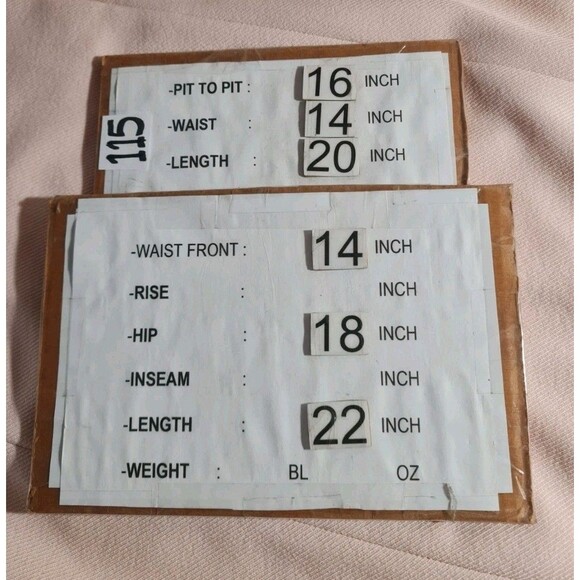 -PIT TO PIT : 16 INCH
-WAIST : 14 INCH
-LENGTH : 20 INCH
115
-WAIST FRONT : 14 INCH
-RISE : INCH
-HIP : 18 INCH
-INSEAM : INCH
-LENGTH : 22 INCH
-WEIGHT : BL OZ